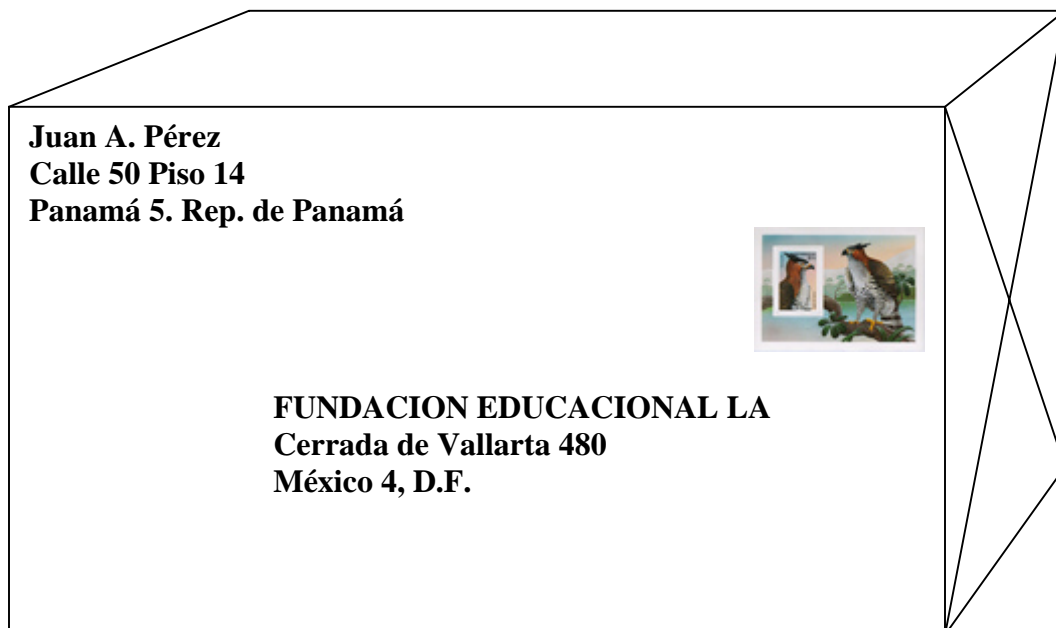 Juan A. Pérez
Calle 50 Piso 14
Panamá 5. Rep. de Panamá
FUNDACION EDUCACIONAL LA
Cerrada de Vallarta 480
México 4, D.F.